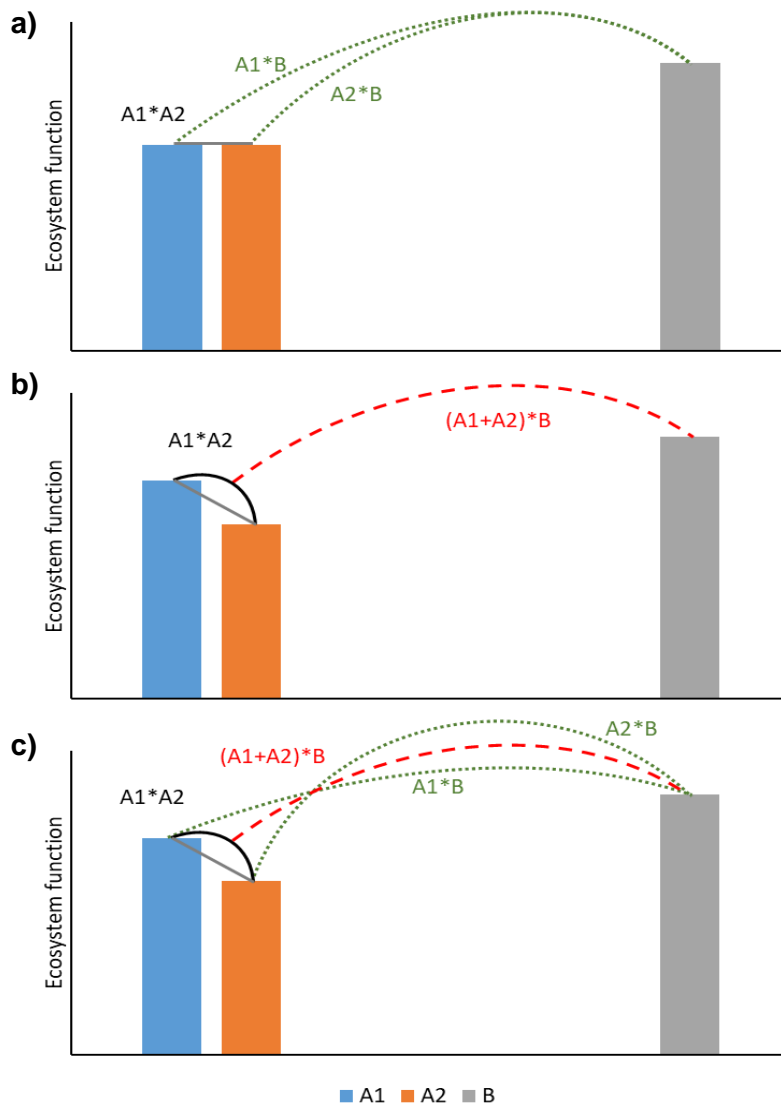 a)
A1*B
A1*A2
A2*B
Ecosystem function
b)
(A1+A2)*B
A1*A2
Ecosystem function
c)
A2*B
(A1+A2)*B
A1*B
A1*A2
Ecosystem function
A1 A2 B